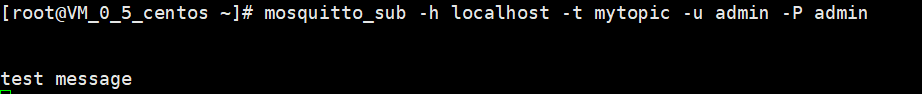 [root@VM_0_5_centos ~]# mosquitto_sub -h localhost -t mytopic -u admin -P admin
test message